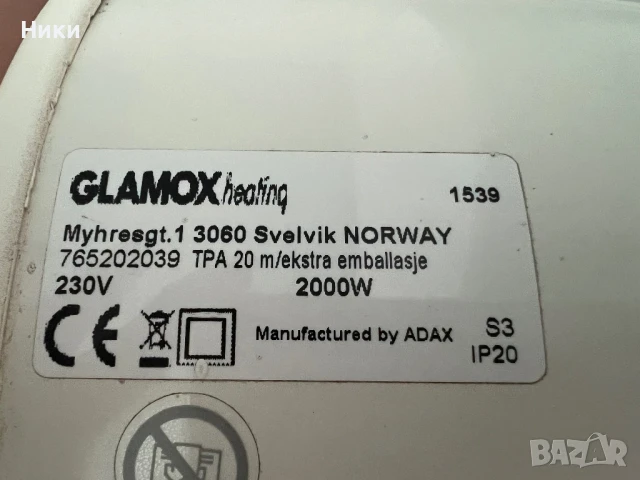 Ники
GLAMOX heating 1539
Myhresgt.1 3060 Svelvik NORWAY
765202039 TPA 20 m/ekstra emballasje
230V 2000W
CE Manufactured by ADAX S3
IP20
BAZAR